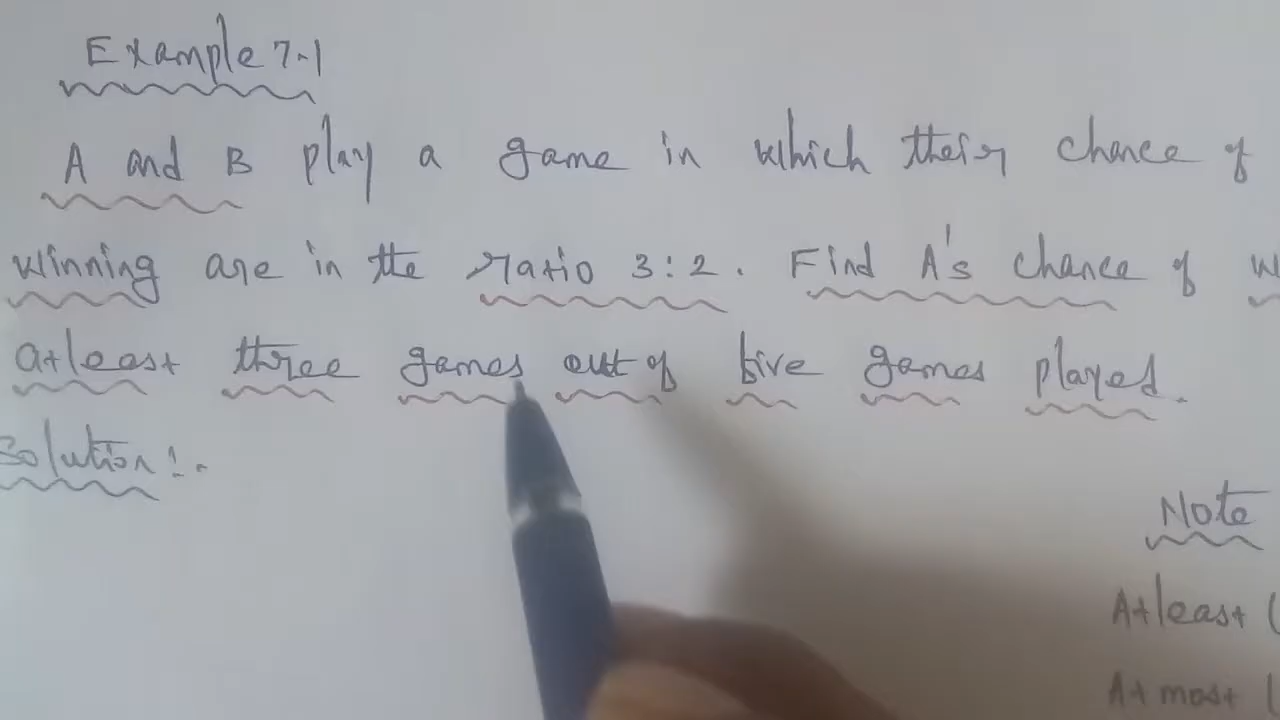 Example 7.1
A and B play a game in which their chance of
winning are in the ratio 3:2. Find A's chance of
atleast three games out of five games played.
Solution:-
Note
Atleast (
At most (